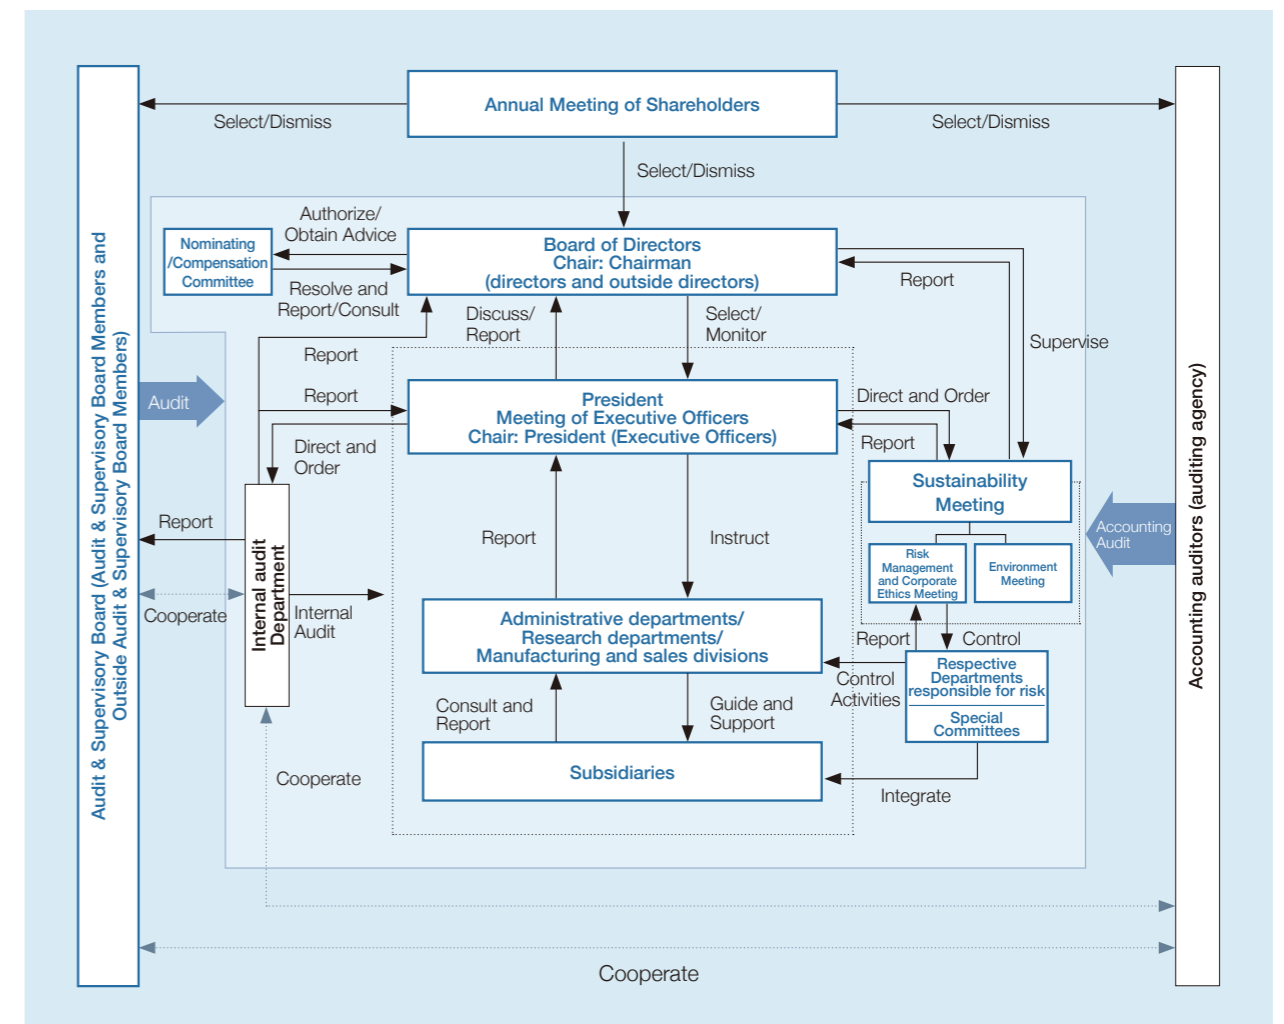 Annual Meeting of Shareholders
Select/Dismiss
Select/Dismiss
Select/Dismiss
Audit & Supervisory Board (Audit & Supervisory Board Members and
Outside Audit & Supervisory Board Members)
Accounting auditors (auditing agency)
Authorize/
Obtain Advice
Nominating
/Compensation
Committee
Board of Directors
Chair: Chairman
(directors and outside directors)
Resolve and
Report/Consult
Report
Discuss/
Report
Select/
Monitor
Supervise
Report
Audit
Report
President
Meeting of Executive Officers
Chair: President (Executive Officers)
Direct and Order
Report
Direct and
Order
Sustainability
Meeting
Report
Internal audit
Department
Report
Instruct
Accounting
Audit
Risk
Management
and Corporate
Ethics Meeting
Environment
Meeting
Cooperate
Internal
Audit
Administrative departments/
Research departments/
Manufacturing and sales divisions
Report
Control
Control
Activities
Respective
Departments
responsible for risk
Special
Committees
Consult and
Report
Guide and
Support
Cooperate
Subsidiaries
Integrate
Cooperate